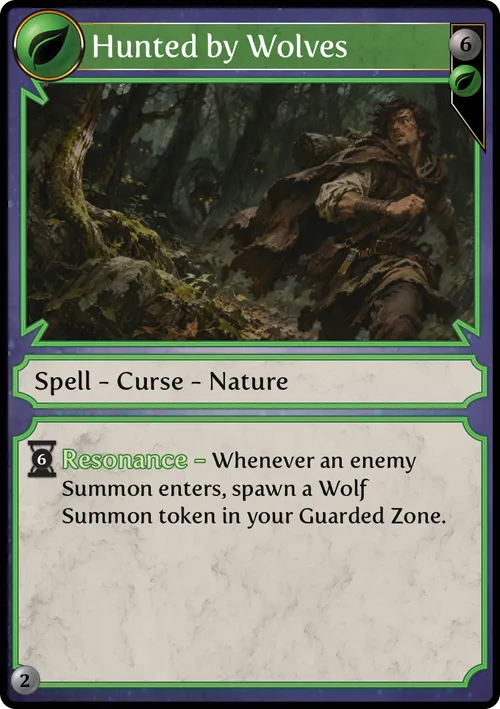 Hunted by Wolves
6
Spell - Curse - Nature
6 Resonance - Whenever an enemy
Summon enters, spawn a Wolf
Summon token in your Guarded Zone.
2